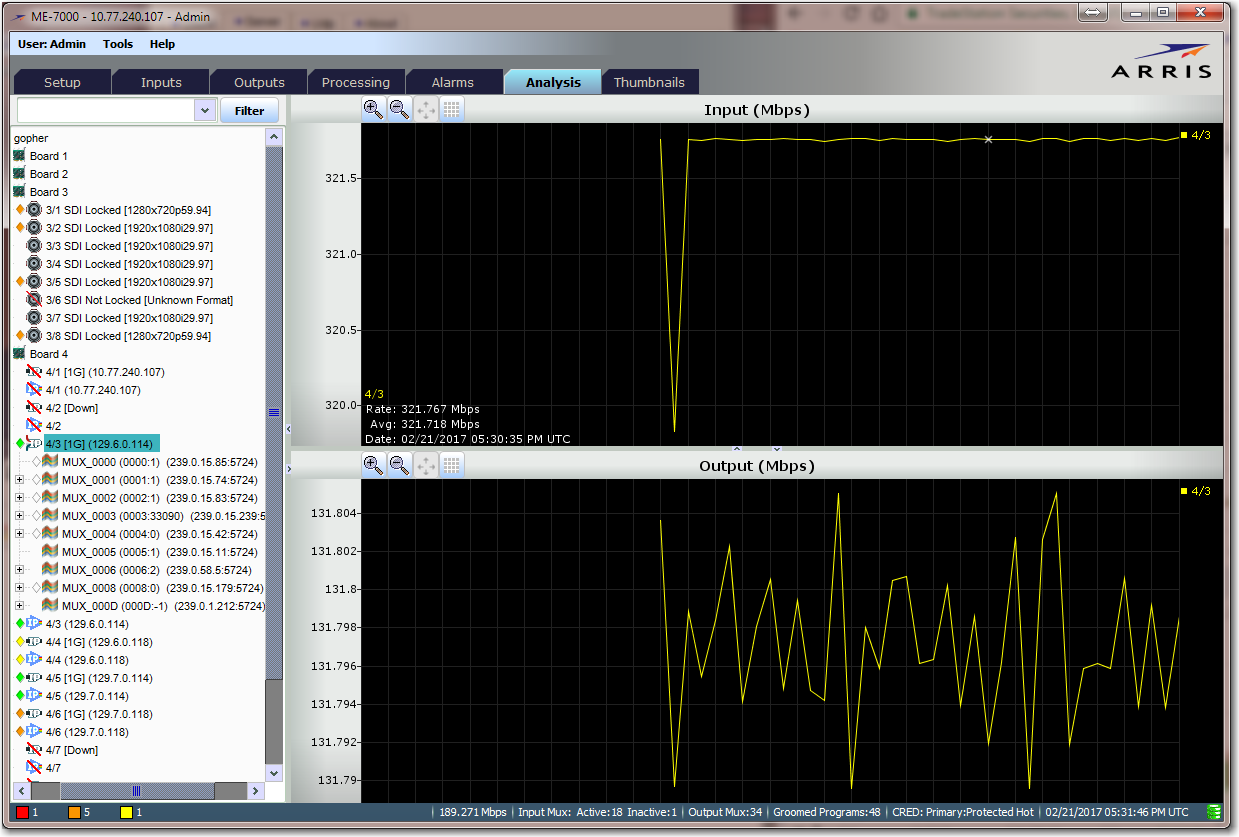 ME-7000 - 10.77.240.107 - Admin
User: Admin Tools Help
ARRIS
Setup Inputs Outputs Processing Alarms Analysis Thumbnails
Filter
gopher
Board 1
Board 2
Board 3
3/1 SDI Locked [1280x720p59.94]
3/2 SDI Locked [1920x1080i29.97]
3/3 SDI Locked [1920x1080i29.97]
3/4 SDI Locked [1920x1080i29.97]
3/5 SDI Locked [1920x1080i29.97]
3/6 SDI Not Locked [Unknown Format]
3/7 SDI Locked [1920x1080i29.97]
3/8 SDI Locked [1280x720p59.94]
Board 4
4/1 [1G] (10.77.240.107)
4/1 (10.77.240.107)
4/2 [Down]
4/2
4/3 [1G] (129.6.0.114)
MUX_0000 (0000:1) (239.0.15.85:5724)
MUX_0001 (0001:1) (239.0.15.74:5724)
MUX_0002 (0002:1) (239.0.15.83:5724)
MUX_0003 (0003:33090) (239.0.15.239:5
MUX_0004 (0004:0) (239.0.15.42:5724)
MUX_0005 (0005:1) (239.0.15.11:5724)
MUX_0006 (0006:2) (239.0.58.5:5724)
MUX_0008 (0008:0) (239.0.15.179:5724)
MUX_000D (000D:-1) (239.0.1.212:5724)
4/3 (129.6.0.114)
4/4 [1G] (129.6.0.118)
4/4 (129.6.0.118)
4/5 [1G] (129.7.0.114)
4/5 (129.7.0.114)
4/6 [1G] (129.7.0.118)
4/6 (129.7.0.118)
4/7 [Down]
4/7
Input (Mbps)
4/3
321.5
321.0
320.5
320.0
4/3
Rate: 321.767 Mbps
Avg: 321.718 Mbps
Date: 02/21/2017 05:30:35 PM UTC
Output (Mbps)
4/3
131.804
131.802
131.8
131.798
131.796
131.794
131.792
131.79
1 5 1
189.271 Mbps Input Mux: Active:18 Inactive:1 Output Mux:34 Groomed Programs:48 CRED: Primary:Protected Hot 02/21/2017 05:31:46 PM UTC